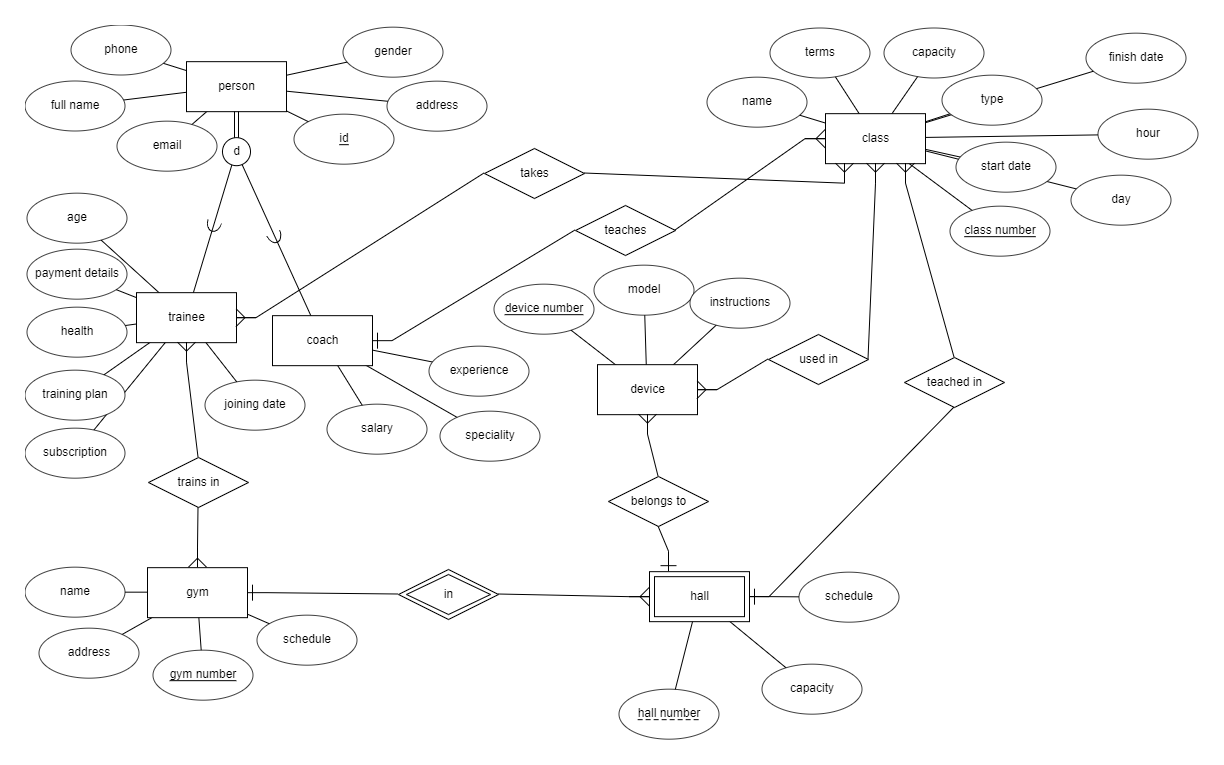 phone
gender
person
full name
address
email
id
d
terms
capacity
finish date
name
type
class
hour
start date
day
class number
takes
teaches
age
payment details
trainee
health
training plan
subscription
joining date
coach
experience
salary
speciality
device number
model
instructions
device
used in
taught in
trains in
belongs to
name
gym
address
gym number
schedule
in
hall
schedule
hall number
capacity